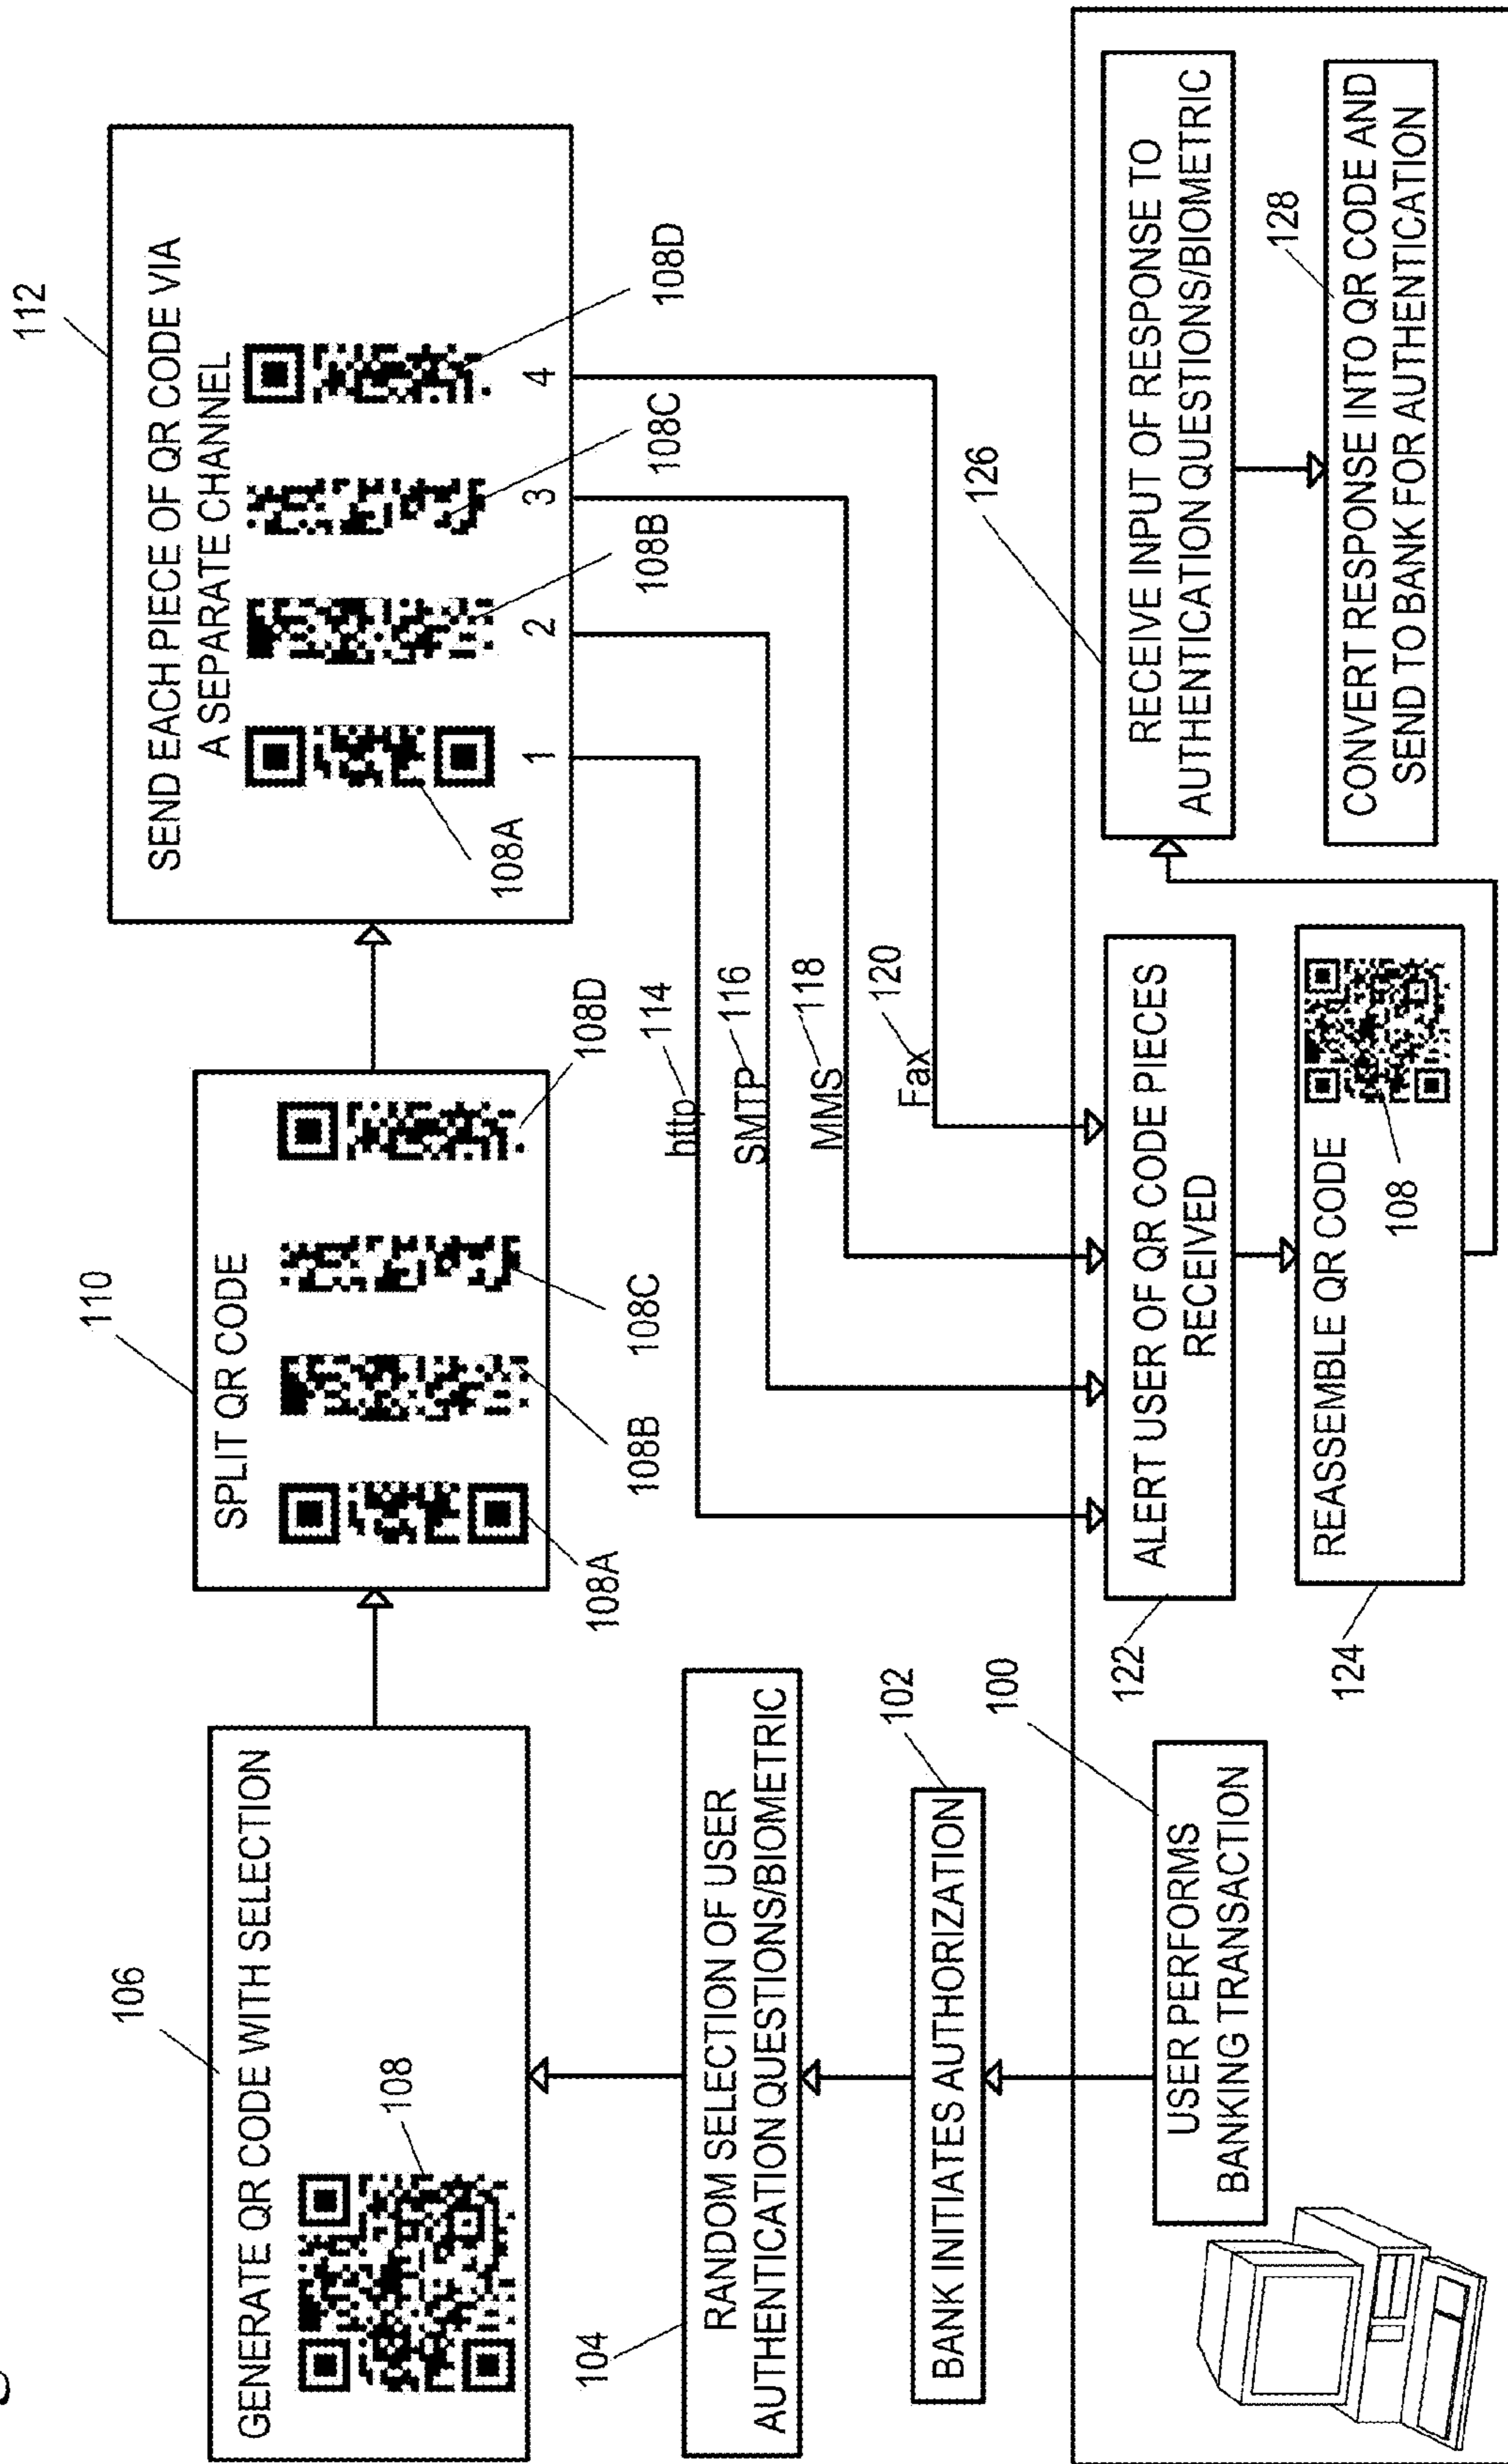 106
GENERATE QR CODE WITH SELECTION
108
110
SPLIT QR CODE
108A
108B
108C
108D
112
SEND EACH PIECE OF QR CODE VIA
A SEPARATE CHANNEL
108A
108B
108C
108D
1
2
3
4
104
RANDOM SELECTION OF USER
AUTHENTICATION QUESTIONS/BIOMETRIC
102
BANK INITIATES AUTHORIZATION
100
USER PERFORMS
BANKING TRANSACTION
http
114
SMTP
116
MMS
118
Fax
120
122
ALERT USER OF QR CODE PIECES
RECEIVED
124
REASSEMBLE QR CODE
108
126
RECEIVE INPUT OF RESPONSE TO
AUTHENTICATION QUESTIONS/BIOMETRIC
128
CONVERT RESPONSE INTO QR CODE AND
SEND TO BANK FOR AUTHENTICATION